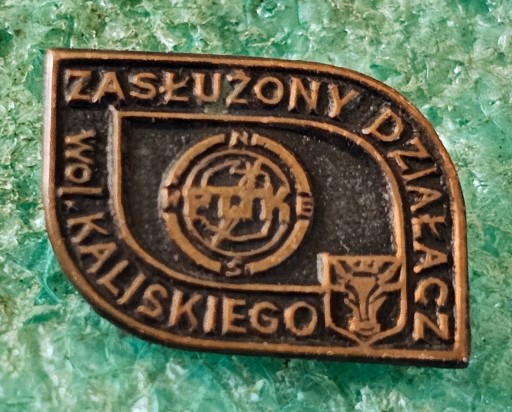 ZASŁUŻONY DZIAŁACZ
woj. KALISKIEGO
N
PTTK
E
S